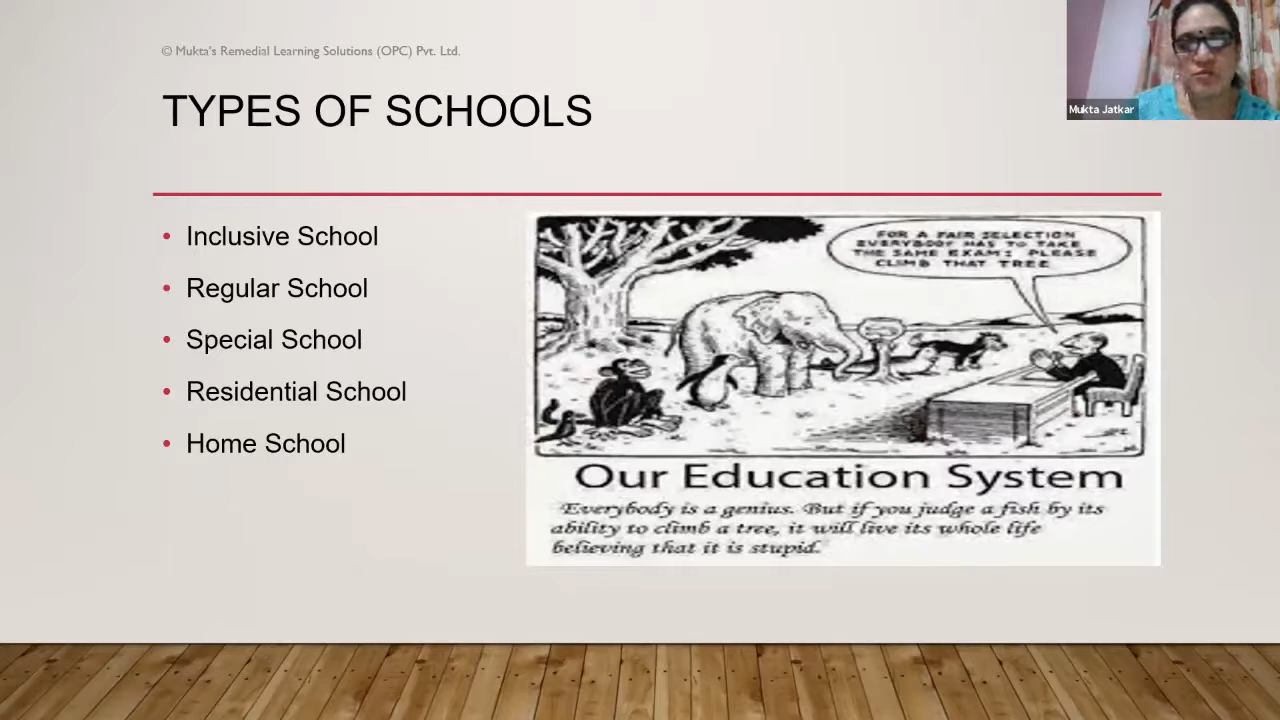 © Mukta's Remedial Learning Solutions (OPC) Pvt. Ltd.
TYPES OF SCHOOLS
Mukta Jatkar
• Inclusive School
• Regular School
• Special School
• Residential School
• Home School
FOR A FAIR SELECTION
EVERYBODY HAS TO TAKE
THE SAME EXAM: PLEASE
CLIMB THAT TREE
Our Education System
"Everybody is a genius. But if you judge a fish by its
ability to climb a tree, it will live its whole life
believing that it is stupid."